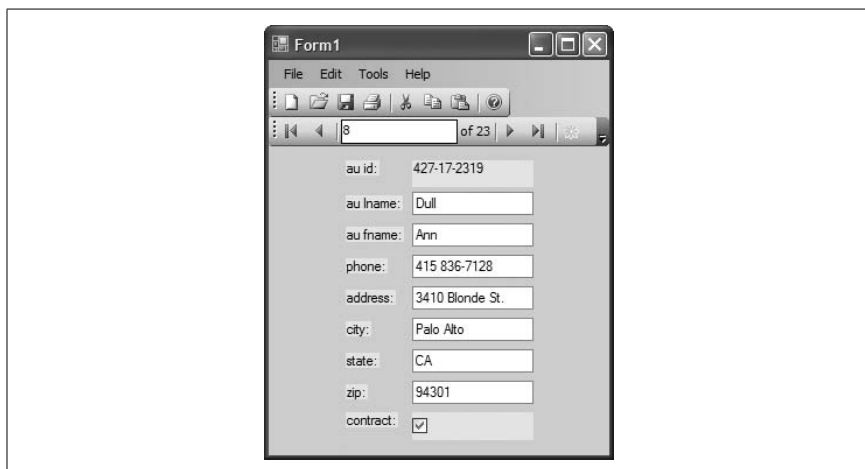 Form1
File Edit Tools Help
8 of 23
au id: 427-17-2319
au lname: Dull
au fname: Ann
phone: 415 836-7128
address: 3410 Blonde St.
city: Palo Alto
state: CA
zip: 94301
contract: